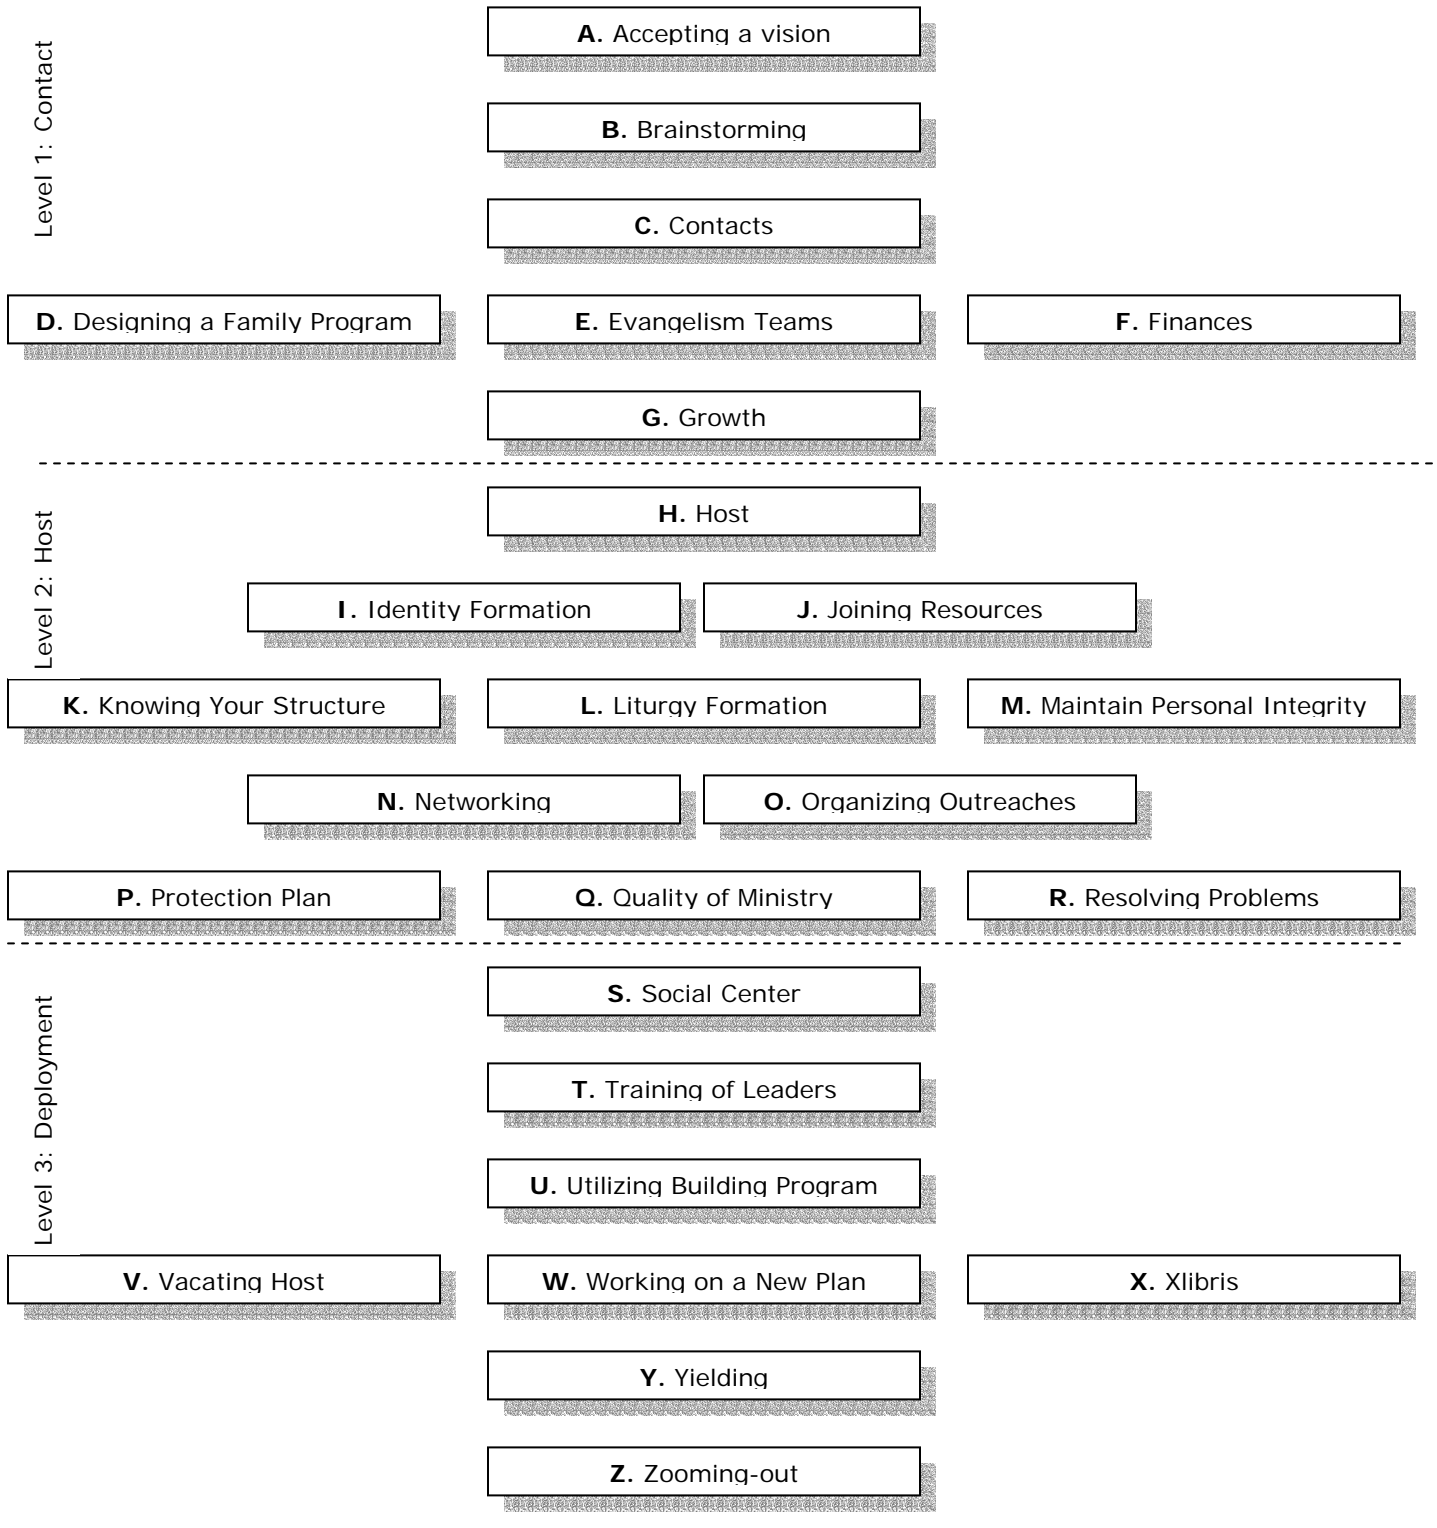 Level 1: Contact
A. Accepting a vision
B. Brainstorming
C. Contacts
D. Designing a Family Program
E. Evangelism Teams
F. Finances
G. Growth
Level 2: Host
H. Host
I. Identity Formation
J. Joining Resources
K. Knowing Your Structure
L. Liturgy Formation
M. Maintain Personal Integrity
N. Networking
O. Organizing Outreaches
P. Protection Plan
Q. Quality of Ministry
R. Resolving Problems
Level 3: Deployment
S. Social Center
T. Training of Leaders
U. Utilizing Building Program
V. Vacating Host
W. Working on a New Plan
X. Xlibris
Y. Yielding
Z. Zooming-out